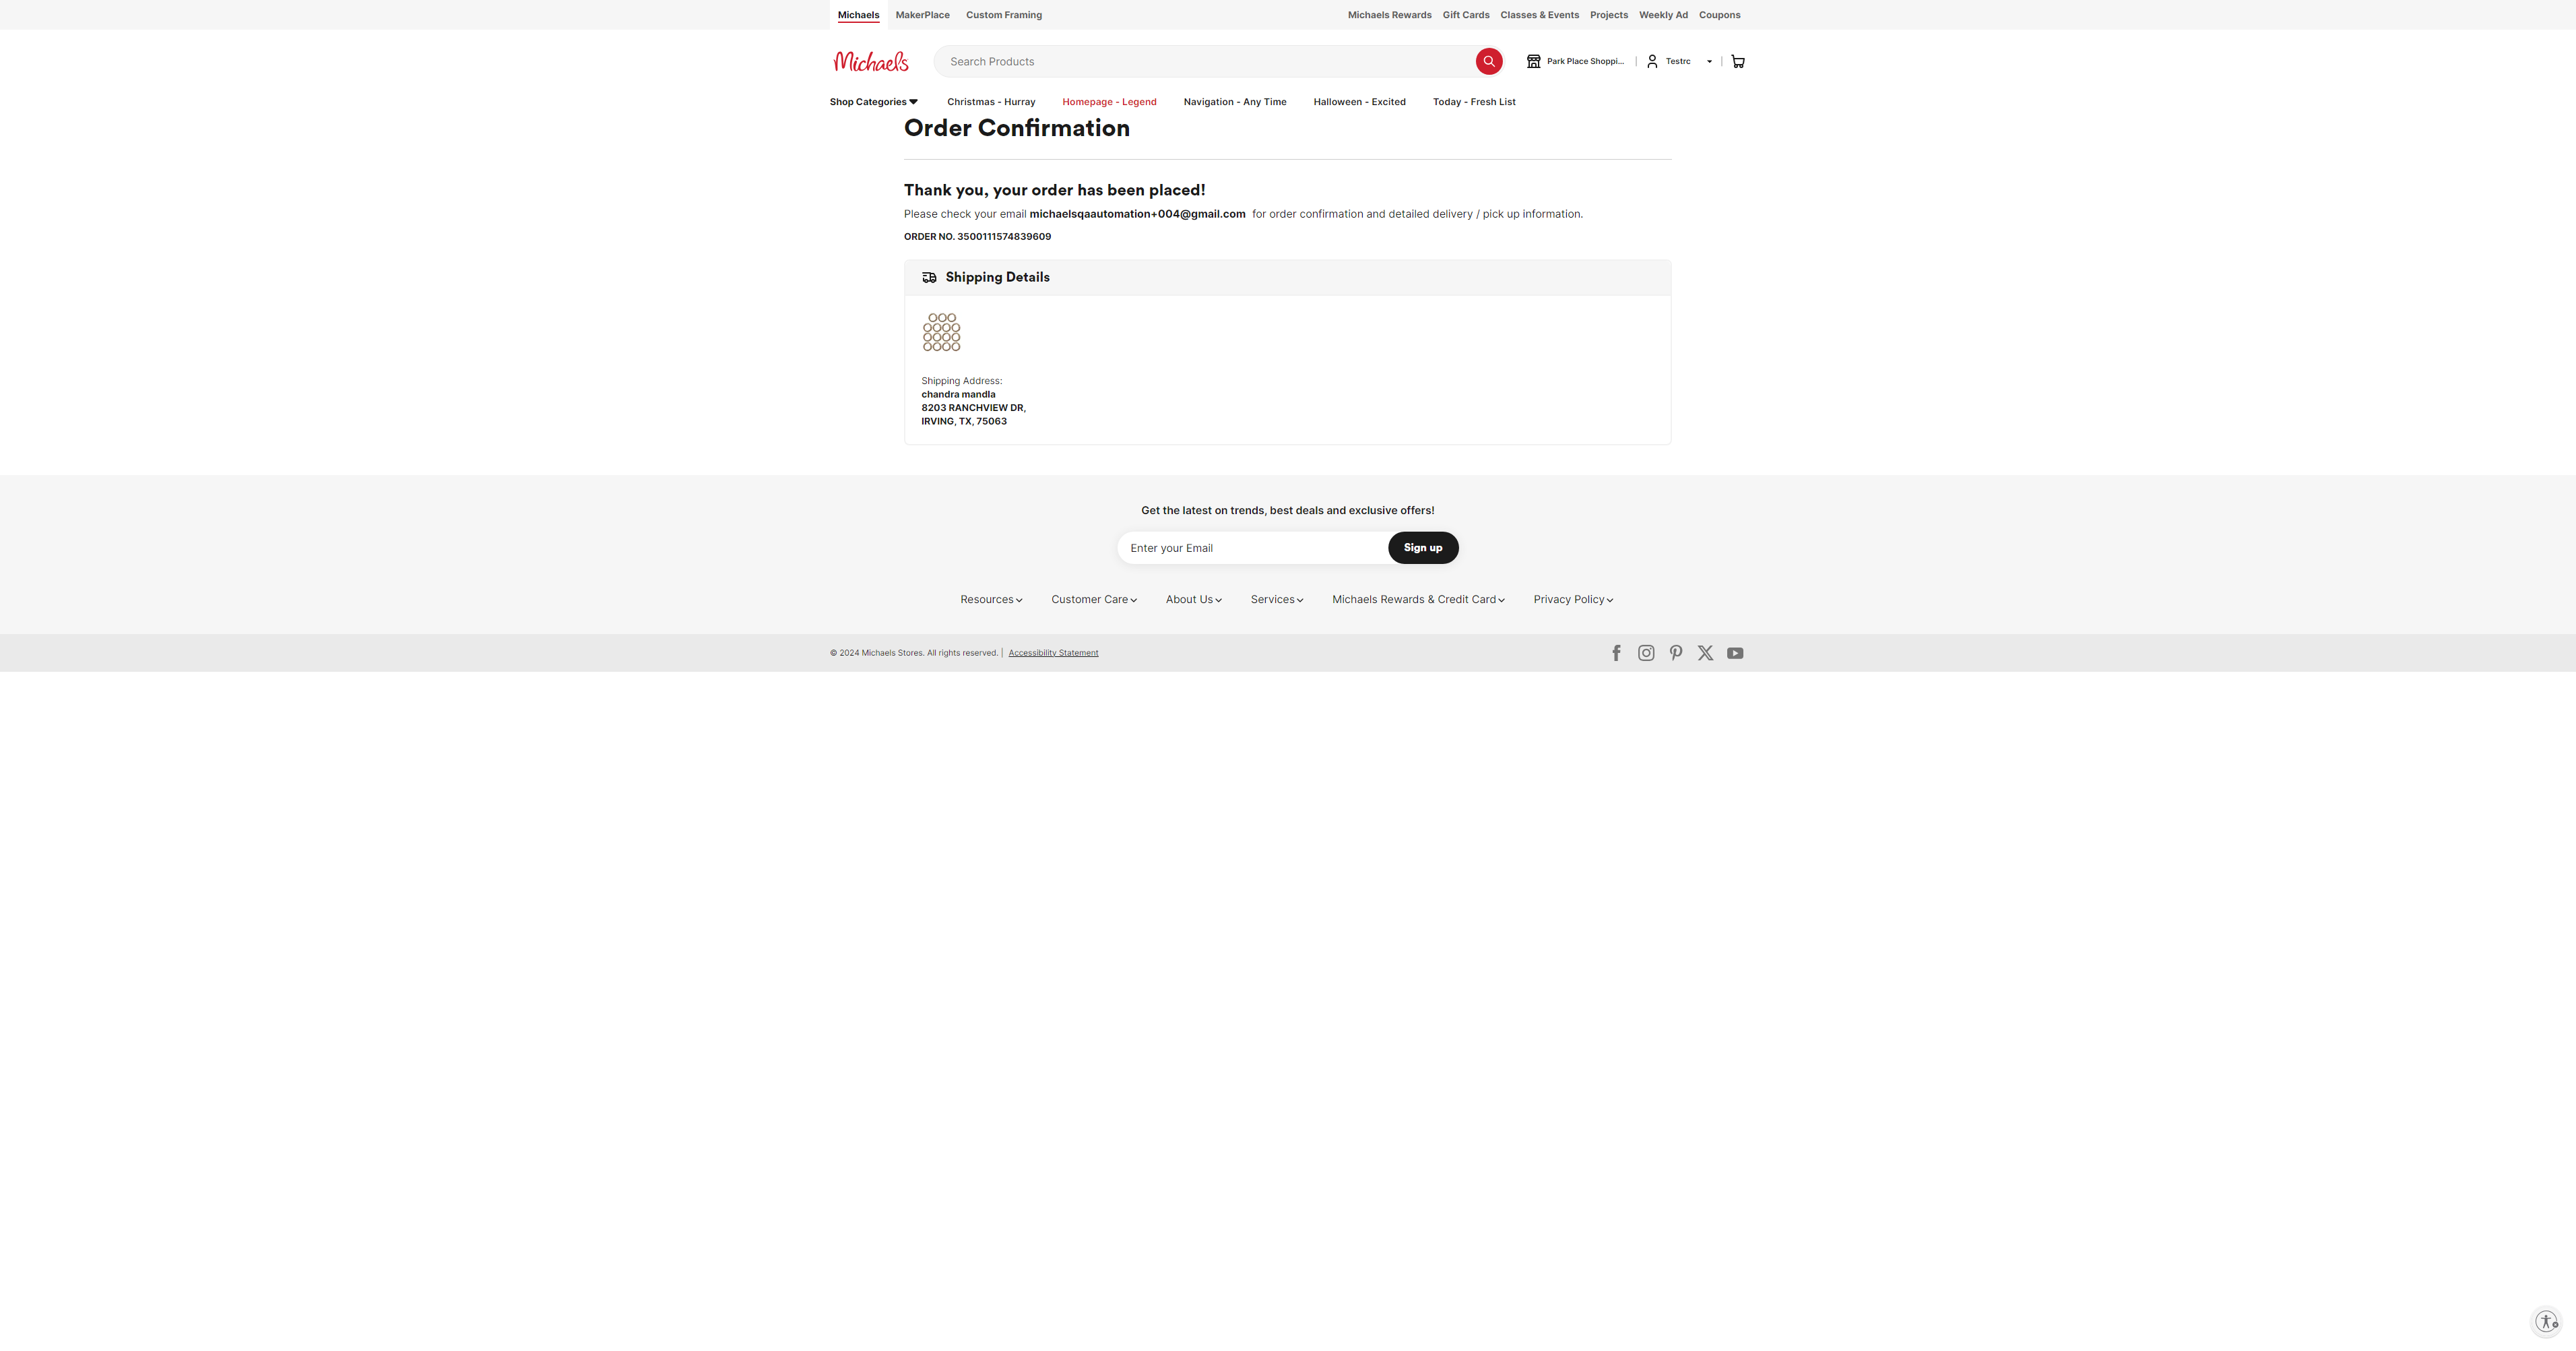 Michaels MakerPlace Custom Framing Michaels Rewards Gift Cards Classes & Events Projects Weekly Ad Coupons
Michaels Search Products Park Place Shoppi... | Testrc |
Shop Categories Christmas - Hurray Homepage - Legend Navigation - Any Time Halloween - Excited Today - Fresh List
Order Confirmation
Thank you, your order has been placed!
Please check your email michaelsqaautomation+004@gmail.com for order confirmation and detailed delivery / pick up information.
ORDER NO. 3500111574839609
Shipping Details
Shipping Address:
chandra mandla
8203 RANCHVIEW DR,
IRVING, TX, 75063
Get the latest on trends, best deals and exclusive offers!
Enter your Email Sign up
Resources Customer Care About Us Services Michaels Rewards & Credit Card Privacy Policy
© 2024 Michaels Stores. All rights reserved. | Accessibility Statement